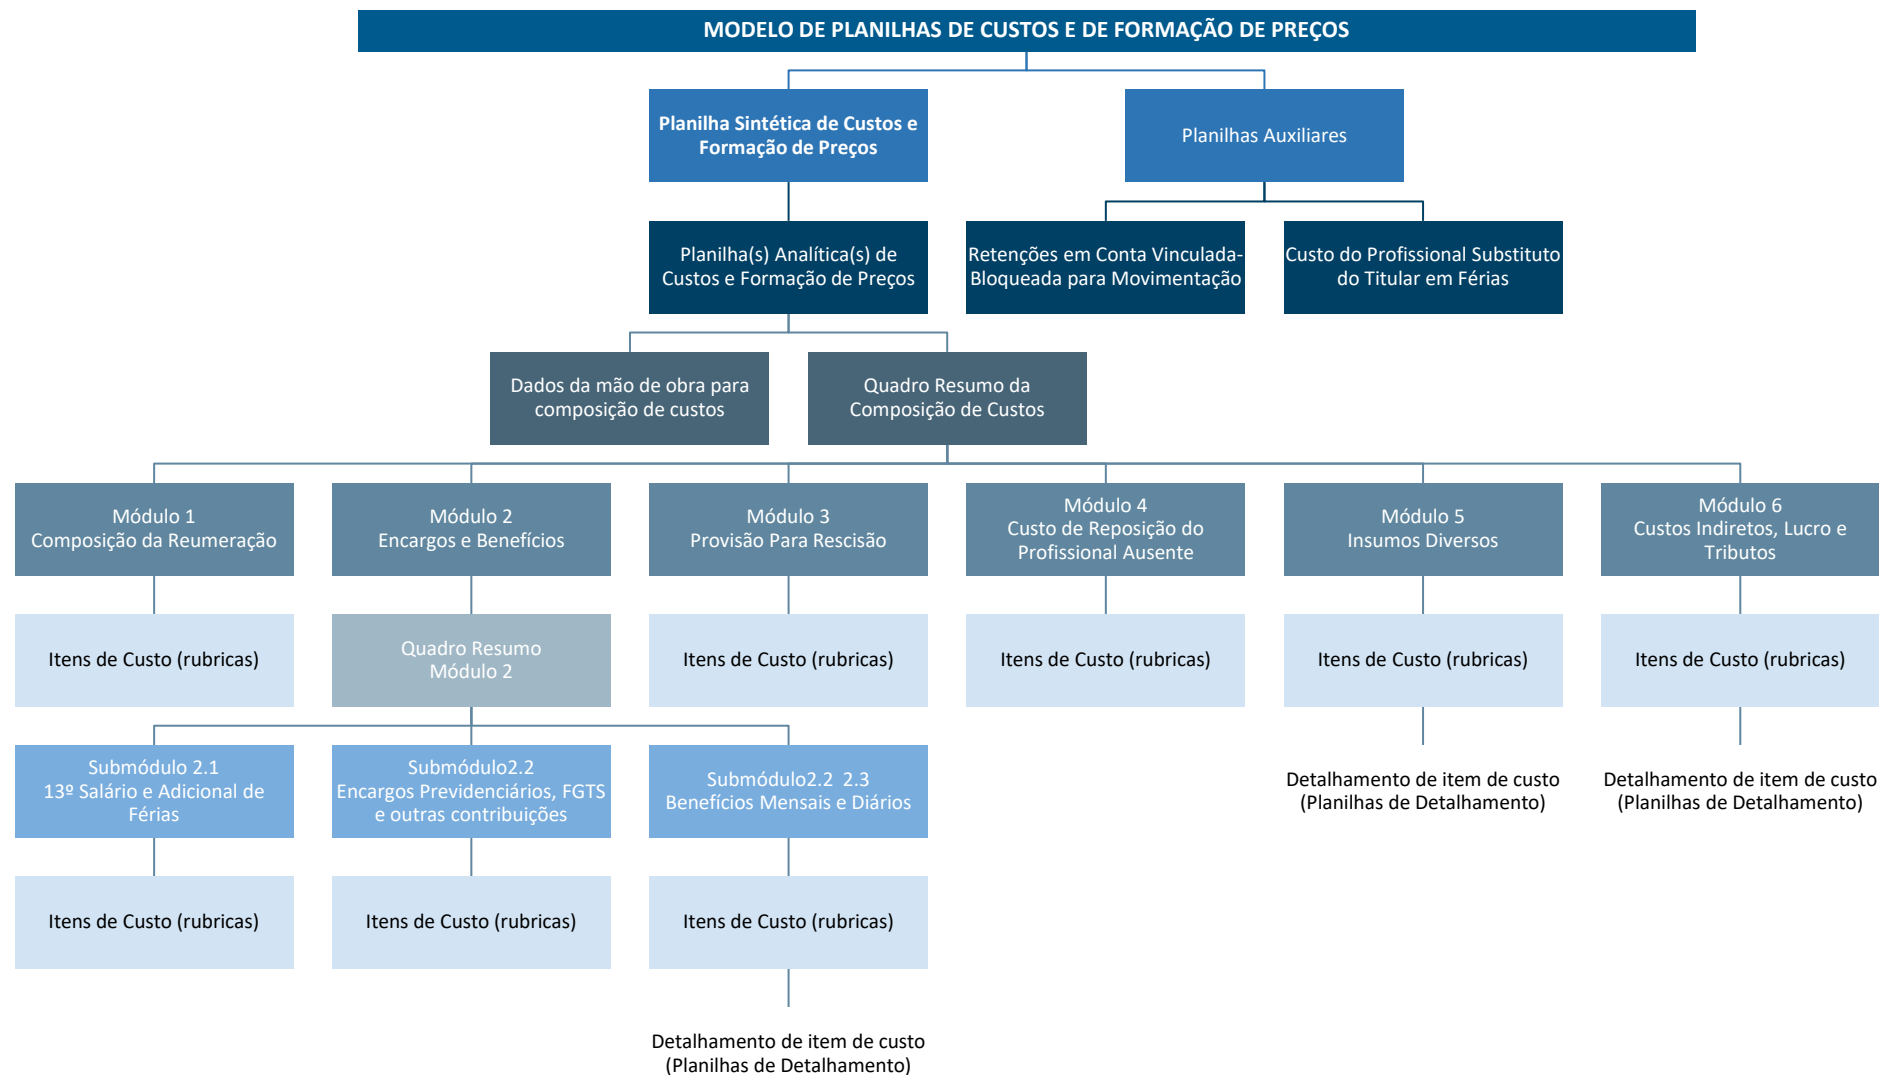 MODELO DE PLANILHAS DE CUSTOS E DE FORMAÇÃO DE PREÇOS
Planilha Sintética de Custos e
Formação de Preços
Planilhas Auxiliares
Planilha(s) Analítica(s) de
Custos e Formação de Preços
Retenções em Conta Vinculada-
Bloqueada para Movimentação
Custo do Profissional Substituto
do Titular em Férias
Dados da mão de obra para
composição de custos
Quadro Resumo da
Composição de Custos
Módulo 1
Composição da Reumeração
Módulo 2
Encargos e Benefícios
Módulo 3
Provisão Para Rescisão
Módulo 4
Custo de Reposição do
Profissional Ausente
Módulo 5
Insumos Diversos
Módulo 6
Custos Indiretos, Lucro e
Tributos
Itens de Custo (rubricas)
Quadro Resumo
Módulo 2
Itens de Custo (rubricas)
Itens de Custo (rubricas)
Itens de Custo (rubricas)
Itens de Custo (rubricas)
Submódulo 2.1
13º Salário e Adicional de
Férias
Submódulo2.2
Encargos Previdenciários, FGTS
e outras contribuições
Submódulo2.2  2.3
Benefícios Mensais e Diários
Detalhamento de item de custo
(Planilhas de Detalhamento)
Detalhamento de item de custo
(Planilhas de Detalhamento)
Itens de Custo (rubricas)
Itens de Custo (rubricas)
Itens de Custo (rubricas)
Detalhamento de item de custo
(Planilhas de Detalhamento)